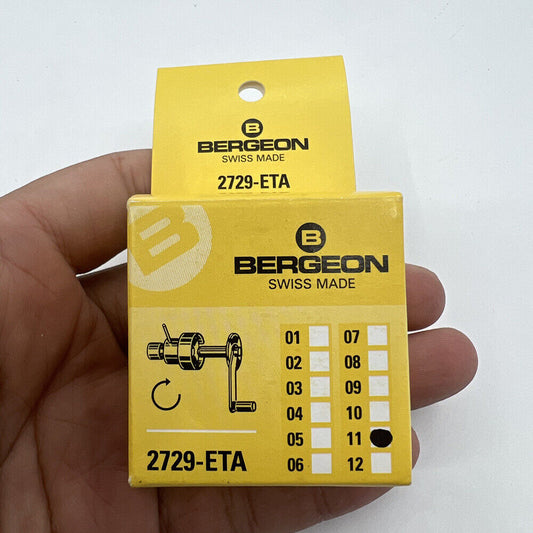 B
BERGEON
SWISS MADE
2729-ETA
B
B
BERGEON
SWISS MADE
01 07
02 08
03 09
04 10
05 11
06 12
2729-ETA